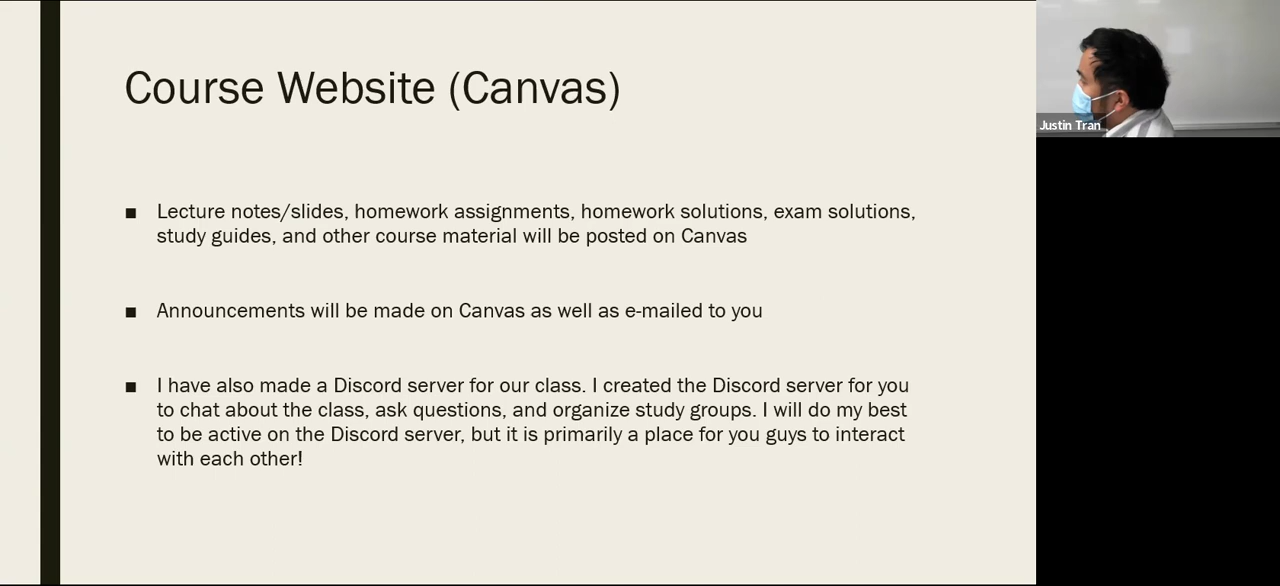 Course Website (Canvas)
Lecture notes/slides, homework assignments, homework solutions, exam solutions,
study guides, and other course material will be posted on Canvas
Announcements will be made on Canvas as well as e-mailed to you
I have also made a Discord server for our class. I created the Discord server for you
to chat about the class, ask questions, and organize study groups. I will do my best
to be active on the Discord server, but it is primarily a place for you guys to interact
with each other!
Justin Tran